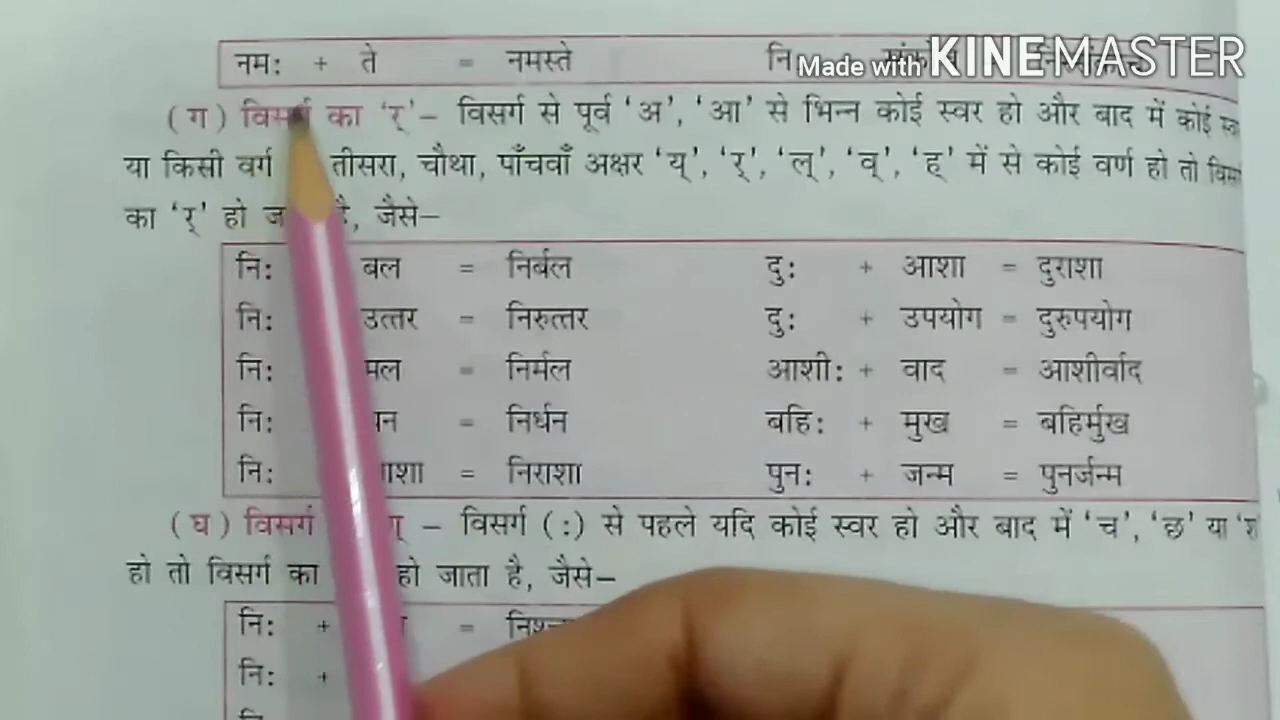 नमः + ते = नमस्ते निः
Made with KINEMASTER
(ग) विसर्ग का 'र्' – विसर्ग से पूर्व 'अ', 'आ' से भिन्न कोई स्वर हो और बाद में कोई
या किसी वर्ग तीसरा, चौथा, पाँचवाँ अक्षर 'य्', 'र्', 'ल्', 'व्', 'ह्' में से कोई वर्ण हो तो
का 'र्' हो है, जैसे–
निः बल = निर्बल दुः + आशा = दुराशा
निः उत्तर = निरुत्तर दुः + उपयोग = दुरुपयोग
निः मल = निर्मल आशीः + वाद = आशीर्वाद
निः = निर्धन बहिः + मुख = बहिर्मुख
निः = निराशा पुनः + जन्म = पुनर्जन्म
(घ) विसर्ग – विसर्ग (:) से पहले यदि कोई स्वर हो और बाद में 'च', 'छ' या
हो तो विसर्ग का हो जाता है, जैसे–
निः + =
निः +